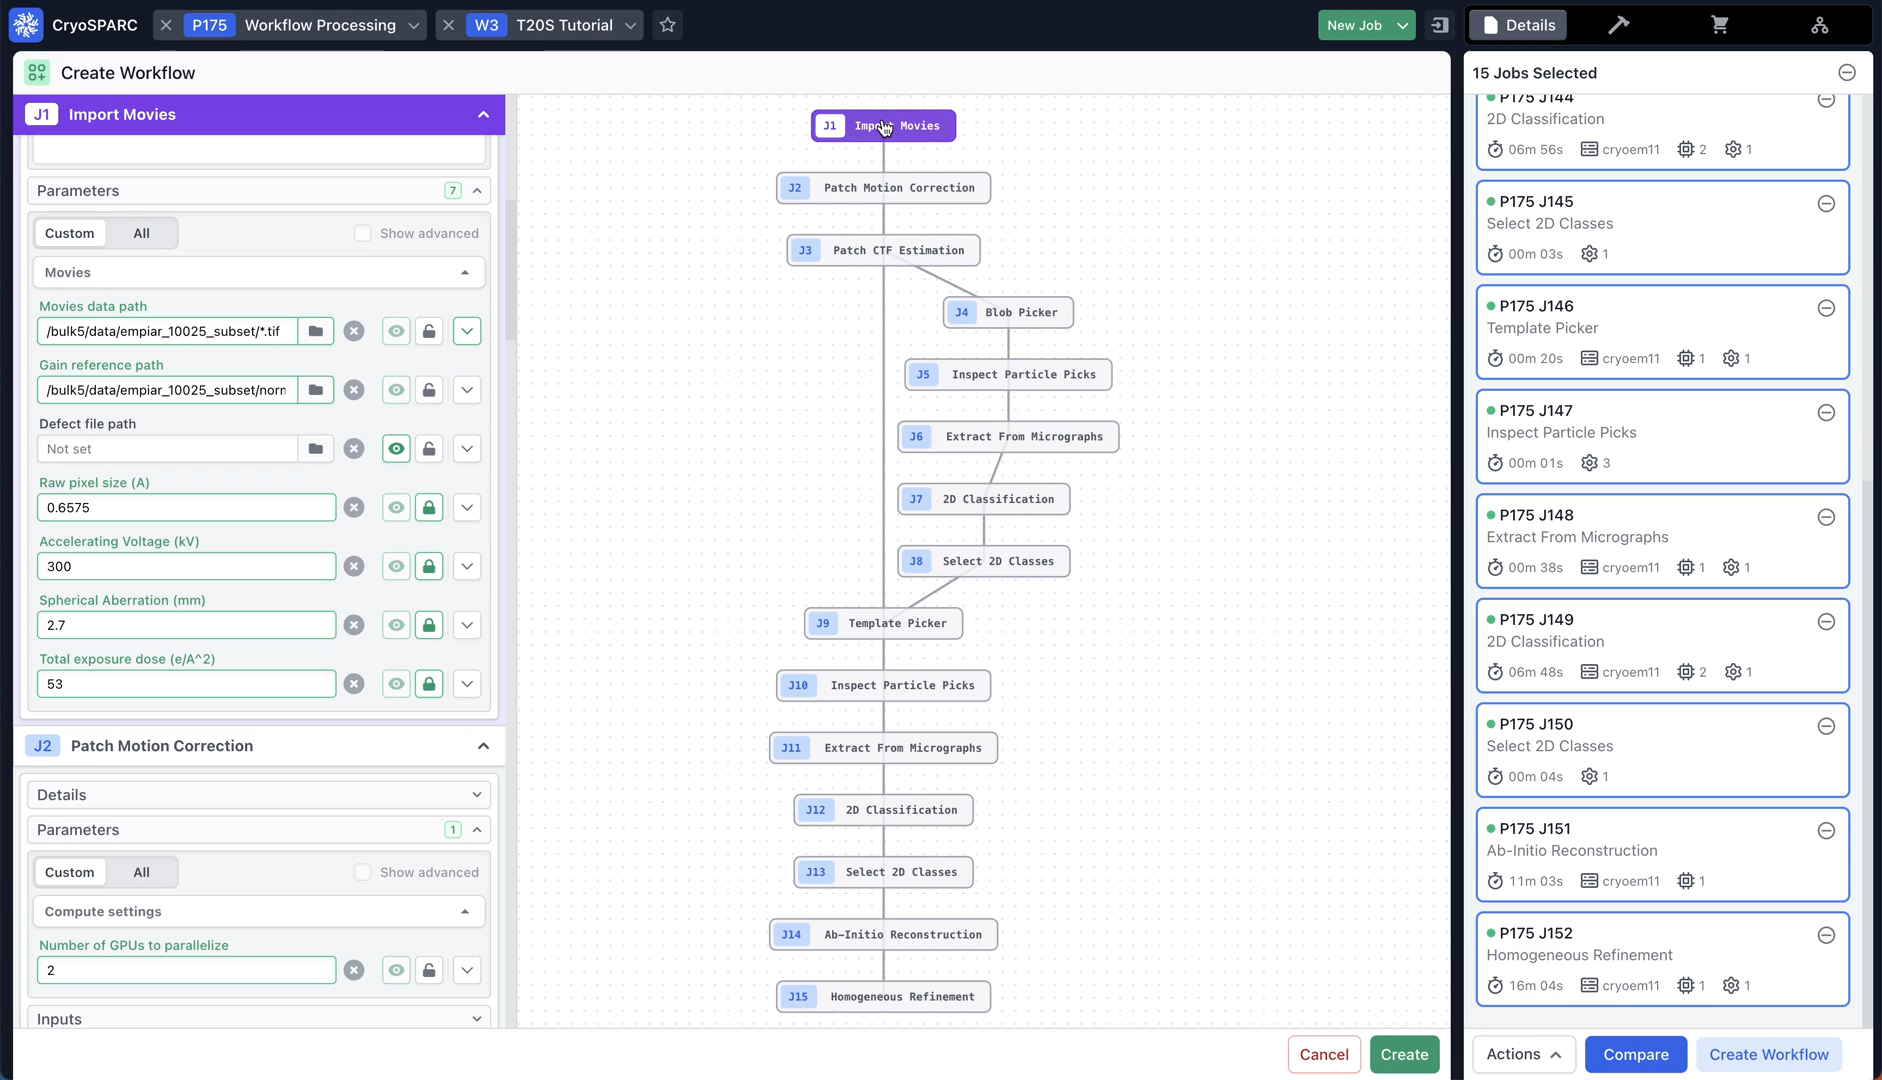 CryoSPARC
P175 Workflow Processing
W3 T20S Tutorial
New Job
Details
Create Workflow
J1 Import Movies
Parameters 7
Custom All Show advanced
Movies
Movies data path
/bulk5/data/empiar_10025_subset/*.tif
Gain reference path
/bulk5/data/empiar_10025_subset/norr
Defect file path
Not set
Raw pixel size (A)
0.6575
Accelerating Voltage (kV)
300
Spherical Aberration (mm)
2.7
Total exposure dose (e/A^2)
53
J2 Patch Motion Correction
Details
Parameters 1
Custom All Show advanced
Compute settings
Number of GPUs to parallelize
2
Inputs
J1 Import Movies
J2 Patch Motion Correction
J3 Patch CTF Estimation
J4 Blob Picker
J5 Inspect Particle Picks
J6 Extract From Micrographs
J7 2D Classification
J8 Select 2D Classes
J9 Template Picker
J10 Inspect Particle Picks
J11 Extract From Micrographs
J12 2D Classification
J13 Select 2D Classes
J14 Ab-Initio Reconstruction
J15 Homogeneous Refinement
Cancel Create
15 Jobs Selected
P175 J144
2D Classification
06m 56s cryoem11 2 1
P175 J145
Select 2D Classes
00m 03s 1
P175 J146
Template Picker
00m 20s cryoem11 1 1
P175 J147
Inspect Particle Picks
00m 01s 3
P175 J148
Extract From Micrographs
00m 38s cryoem11 1 1
P175 J149
2D Classification
06m 48s cryoem11 2 1
P175 J150
Select 2D Classes
00m 04s 1
P175 J151
Ab-Initio Reconstruction
11m 03s cryoem11 1
P175 J152
Homogeneous Refinement
16m 04s cryoem11 1 1
Actions Compare Create Workflow